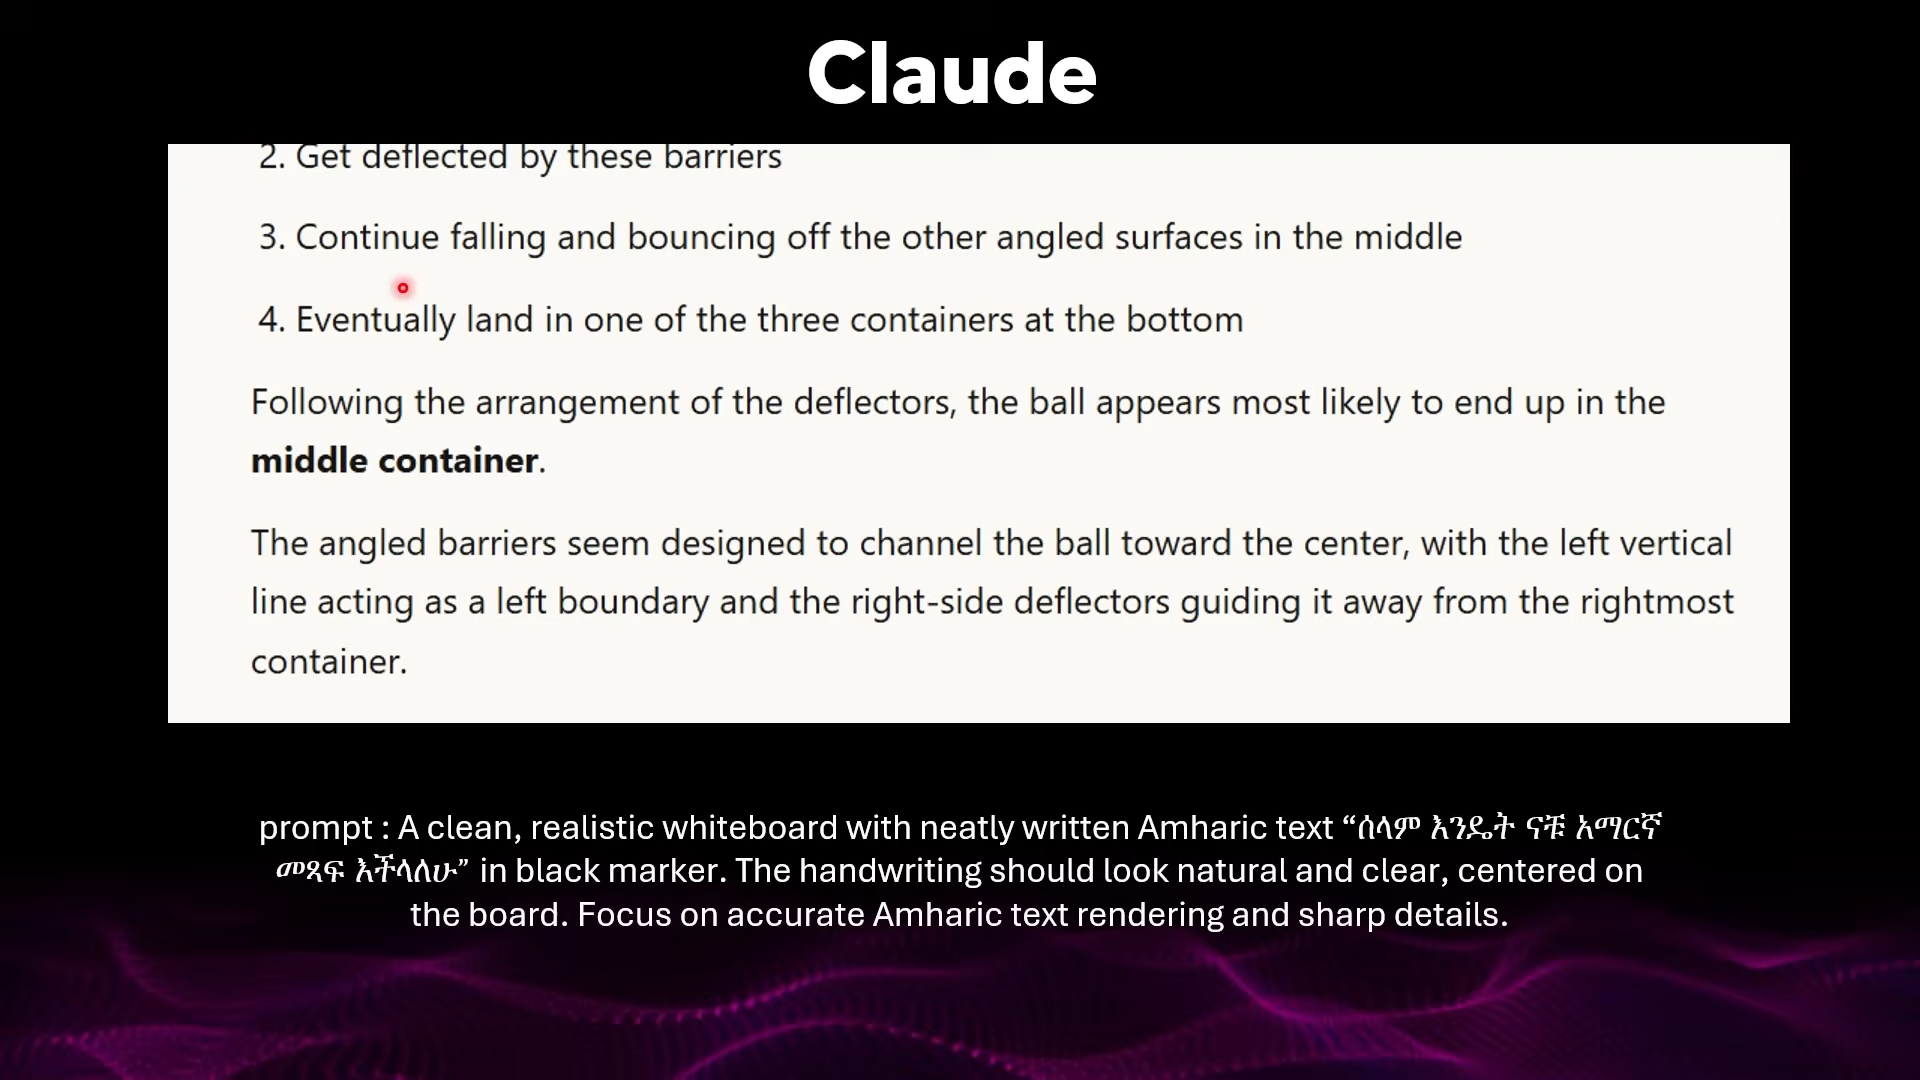 Claude
2. Get deflected by these barriers
3. Continue falling and bouncing off the other angled surfaces in the middle
4. Eventually land in one of the three containers at the bottom
Following the arrangement of the deflectors, the ball appears most likely to end up in the
middle container.
The angled barriers seem designed to channel the ball toward the center, with the left vertical
line acting as a left boundary and the right-side deflectors guiding it away from the rightmost
container.
prompt : A clean, realistic whiteboard with neatly written Amharic text “ሰላም እንዴት ናቹ አማርኛ
መጻፍ እችላለሁ” in black marker. The handwriting should look natural and clear, centered on
the board. Focus on accurate Amharic text rendering and sharp details.